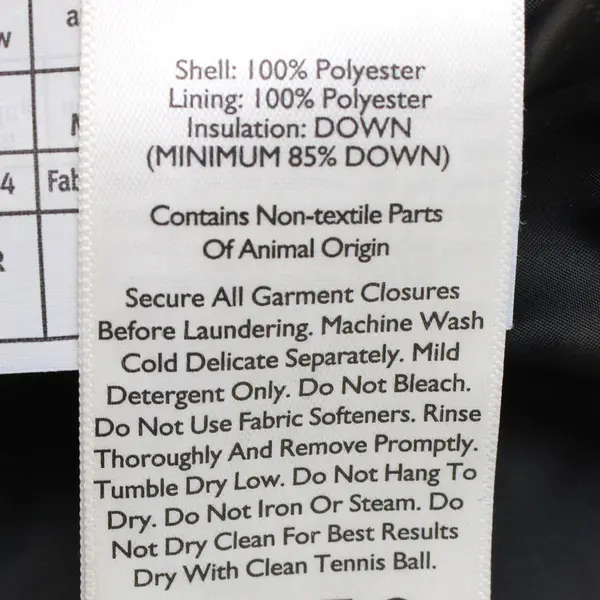 Shell: 100% Polyester
Lining: 100% Polyester
Insulation: DOWN
(MINIMUM 85% DOWN)
Contains Non-textile Parts
Of Animal Origin
Secure All Garment Closures
Before Laundering. Machine Wash
Cold Delicate Separately. Mild
Detergent Only. Do Not Bleach.
Do Not Use Fabric Softeners. Rinse
Thoroughly And Remove Promptly.
Tumble Dry Low. Do Not Hang To
Dry. Do Not Iron Or Steam. Do
Not Dry Clean For Best Results
Dry With Clean Tennis Ball.
4
Fab